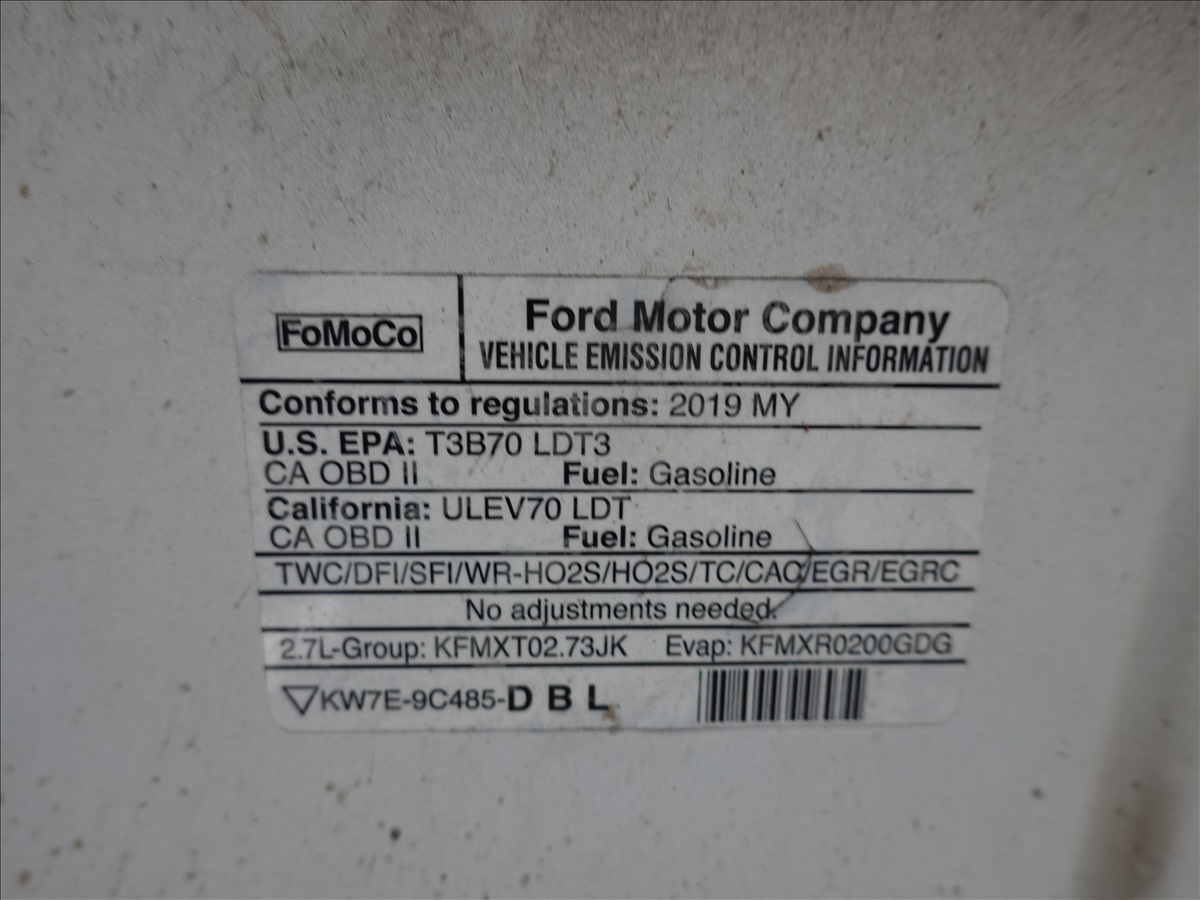 FoMoCo
Ford Motor Company
VEHICLE EMISSION CONTROL INFORMATION
Conforms to regulations: 2019 MY
U.S. EPA: T3B70 LDT3
CA OBD II Fuel: Gasoline
California: ULEV70 LDT
CA OBD II Fuel: Gasoline
TWC/DFI/SFI/WR-HO2S/HO2S/TC/CAC/EGR/EGRC
No adjustments needed.
2.7L-Group: KFMXT02.73JK Evap: KFMXR0200GDG
KW7E-9C485-D B L